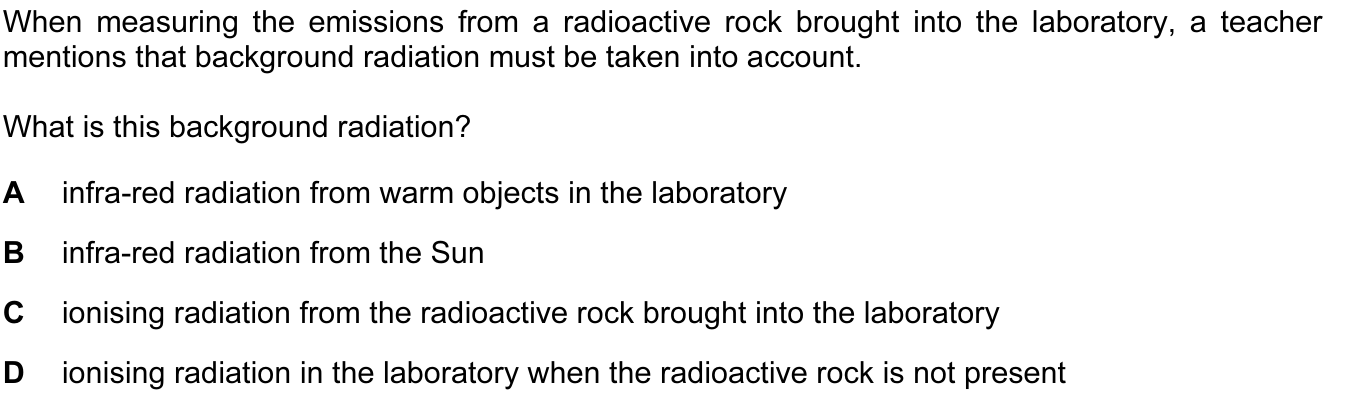 When measuring the emissions from a radioactive rock brought into the laboratory, a teacher
mentions that background radiation must be taken into account.
What is this background radiation?
A infra-red radiation from warm objects in the laboratory
B infra-red radiation from the Sun
C ionising radiation from the radioactive rock brought into the laboratory
D ionising radiation in the laboratory when the radioactive rock is not present